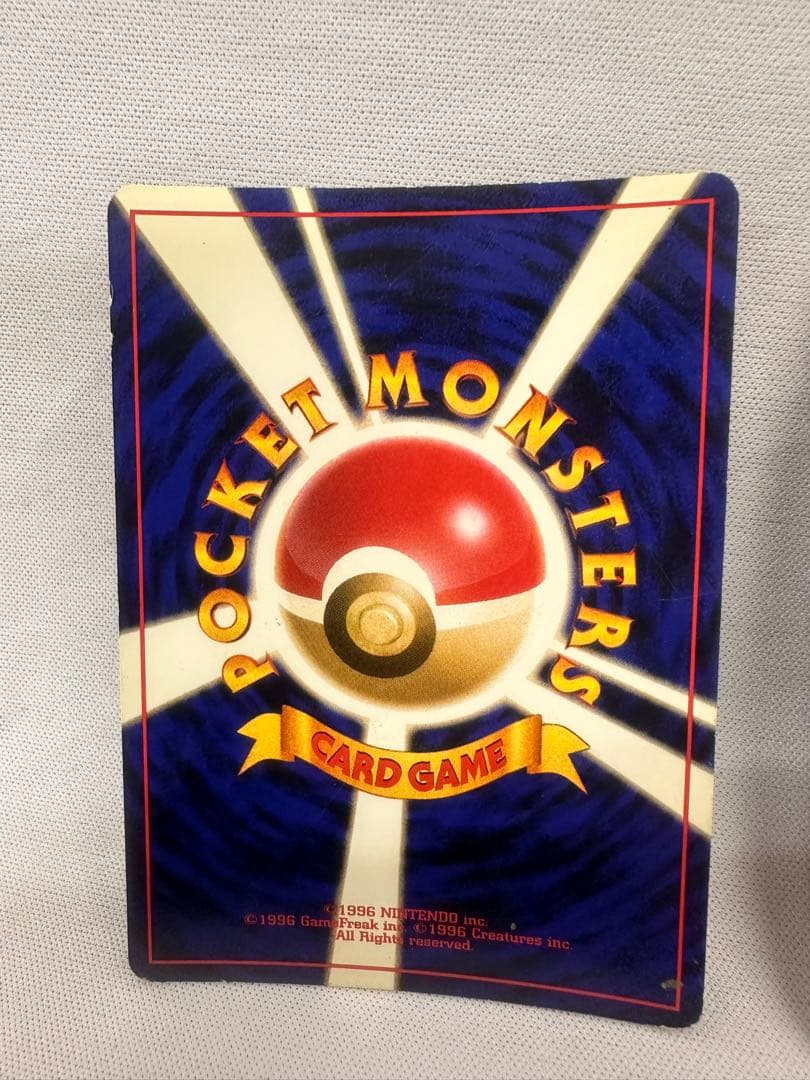 POCKET MONSTERS
CARD GAME
©1996 NINTENDO inc.
©1996 GameFreak inc. ©1996 Creatures inc.
All Rights reserved.